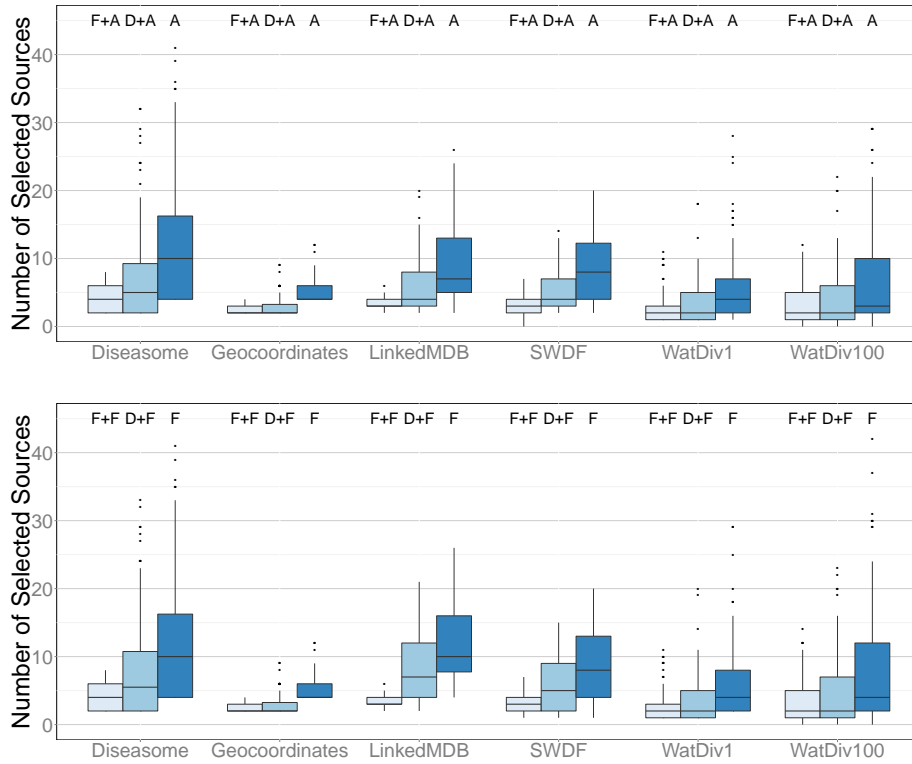 F+A D+A A F+A D+A A F+A D+A A F+A D+A A F+A D+A A F+A D+A A
Number of Selected Sources
40
30
20
10
0
Diseasome Geocoordinates LinkedMDB SWDF WatDiv1 WatDiv100
F+F D+F F F+F D+F F F+F D+F F F+F D+F F F+F D+F F F+F D+F F
Number of Selected Sources
40
30
20
10
0
Diseasome Geocoordinates LinkedMDB SWDF WatDiv1 WatDiv100